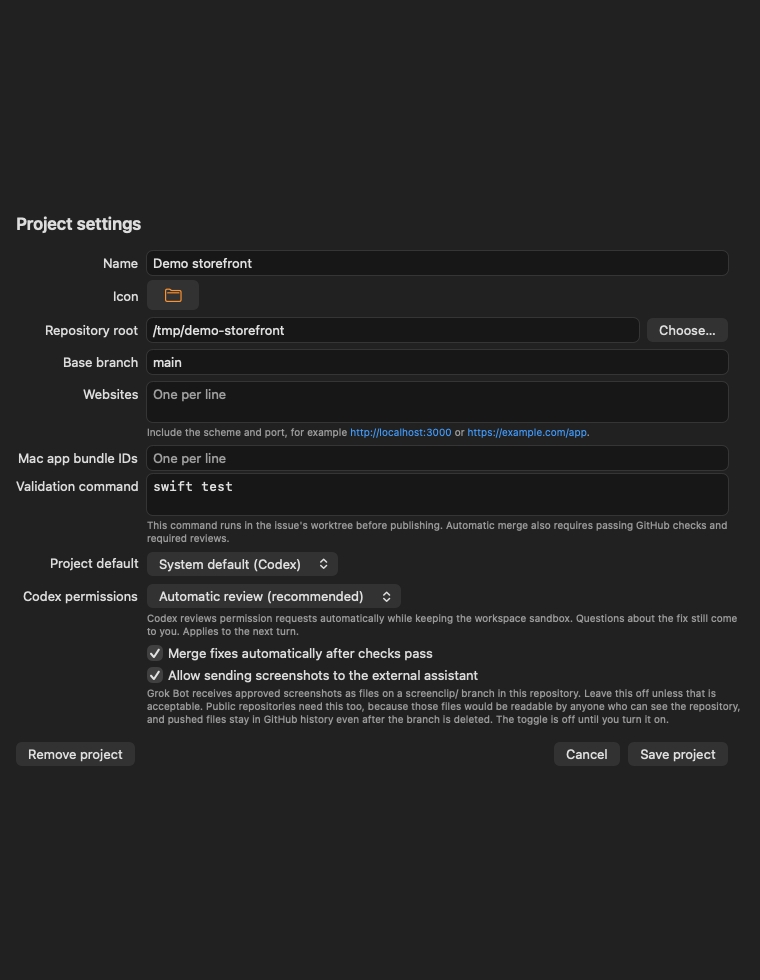 Project settings
Name Demo storefront
Icon
Repository root /tmp/demo-storefront Choose...
Base branch main
Websites One per line
Include the scheme and port, for example http://localhost:3000 or https://example.com/app.
Mac app bundle IDs One per line
Validation command swift test
This command runs in the issue's worktree before publishing. Automatic merge also requires passing GitHub checks and
required reviews.
Project default System default (Codex)
Codex permissions Automatic review (recommended)
Codex reviews permission requests automatically while keeping the workspace sandbox. Questions about the fix still come
to you. Applies to the next turn.
Merge fixes automatically after checks pass
Allow sending screenshots to the external assistant
Grok Bot receives approved screenshots as files on a screenclip/ branch in this repository. Leave this off unless that is
acceptable. Public repositories need this too, because those files would be readable by anyone who can see the repository,
and pushed files stay in GitHub history even after the branch is deleted. The toggle is off until you turn it on.
Remove project Cancel Save project